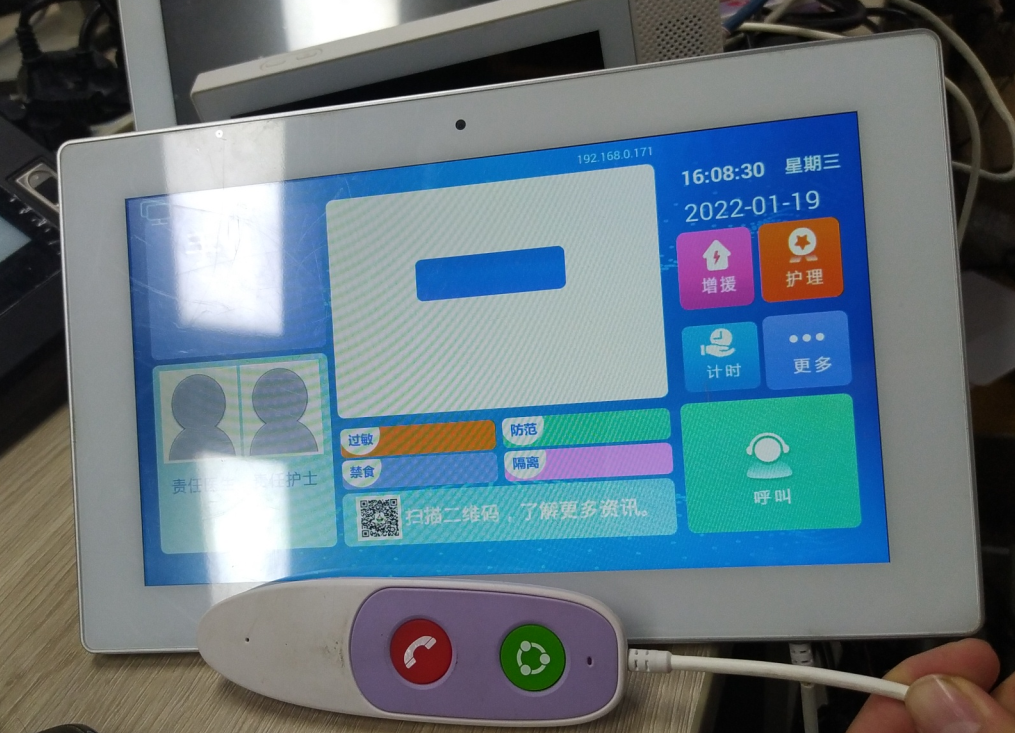 192.168.0.171
16:08:30 星期三
2022-01-19
增援
护理
计时
更多
责任
责任护士
过敏
防范
禁食
隔离
扫描二维码，了解更多资讯。
呼叫